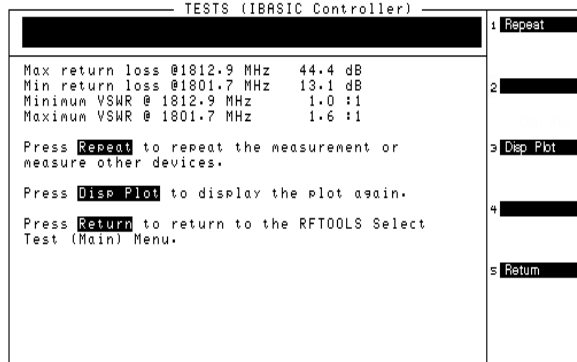 TESTS (IBASIC Controller)
Max return loss @1812.9 MHz 44.4 dB
Min return loss @1801.7 MHz 13.1 dB
Minimum VSWR @ 1812.9 MHz 1.0 :1
Maximum VSWR @ 1801.7 MHz 1.6 :1
Press Repeat to repeat the measurement or
measure other devices.
Press Disp Plot to display the plot again.
Press Return to return to the RFTOOLS Select
Test (Main) Menu.
1 Repeat
2
3 Disp Plot
4
5 Return